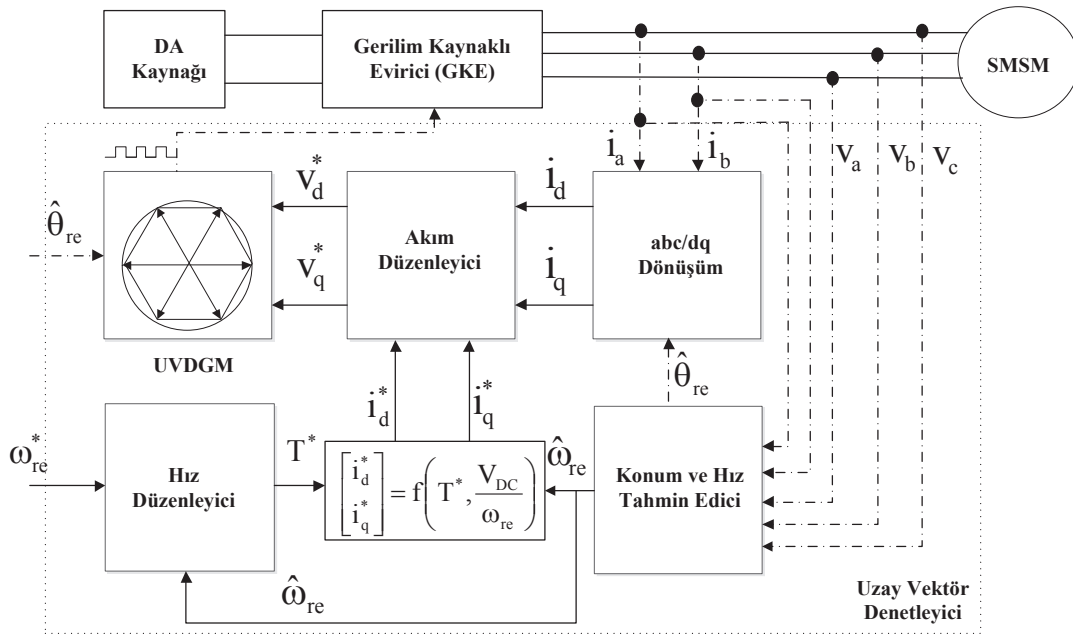 DA
Kaynağı
Gerilim Kaynaklı
Evirici (GKE)
SMSM
i_a
i_b
v_a
v_b
v_c
θ̂_re
v_d^*
v_q^*
Akım
Düzenleyici
i_d
i_q
abc/dq
Dönüşüm
UVDGM
i_d^*
i_q^*
θ̂_re
ω_re^*
Hız
Düzenleyici
T^*
[i_d^* i_q^*] = f(T^*, V_DC/ω_re)
ω̂_re
Konum ve Hız
Tahmin Edici
ω̂_re
Uzay Vektör
Denetleyici